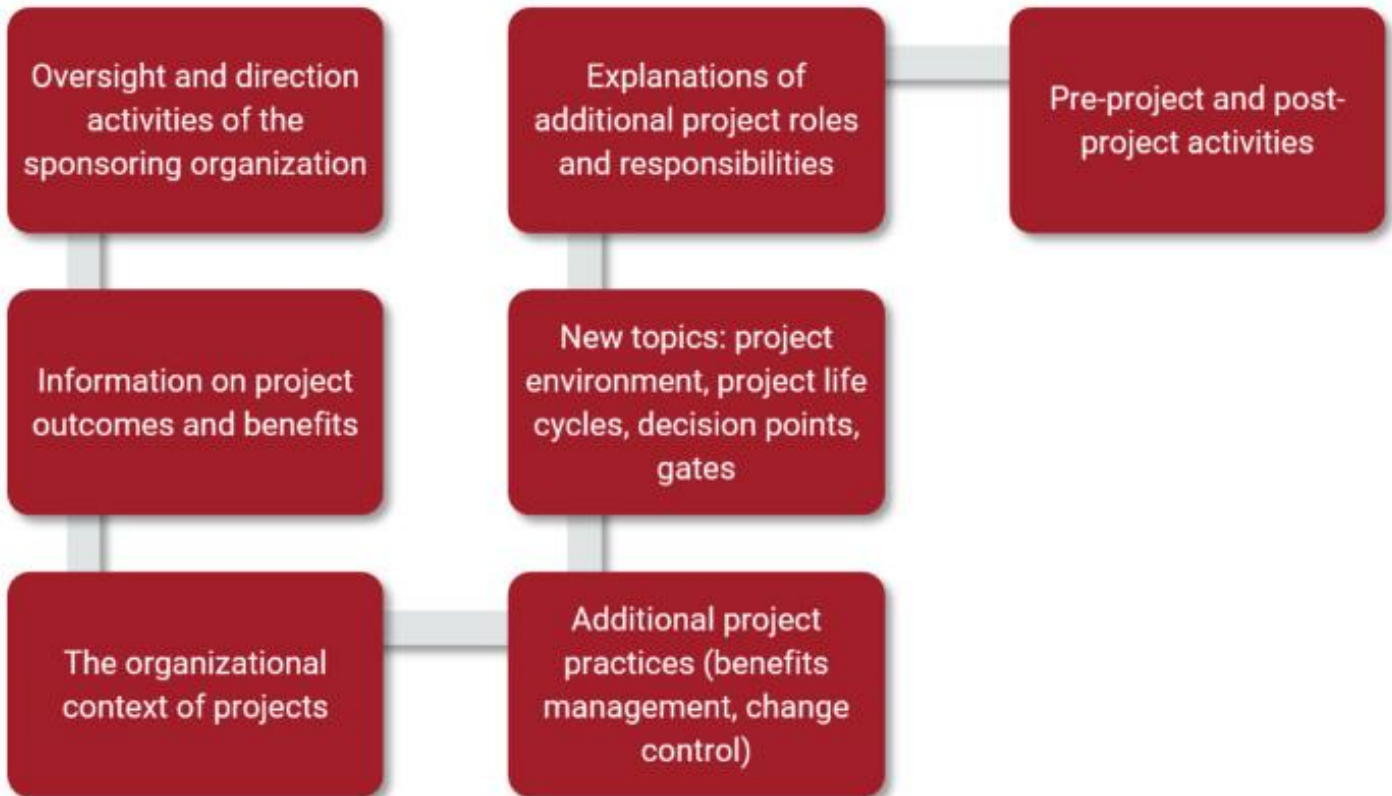 Oversight and direction
activities of the
sponsoring organization
Information on project
outcomes and benefits
The organizational
context of projects
Additional project
practices (benefits
management, change
control)
New topics: project
environment, project life
cycles, decision points,
gates
Explanations of
additional project roles
and responsibilities
Pre-project and post-
project activities